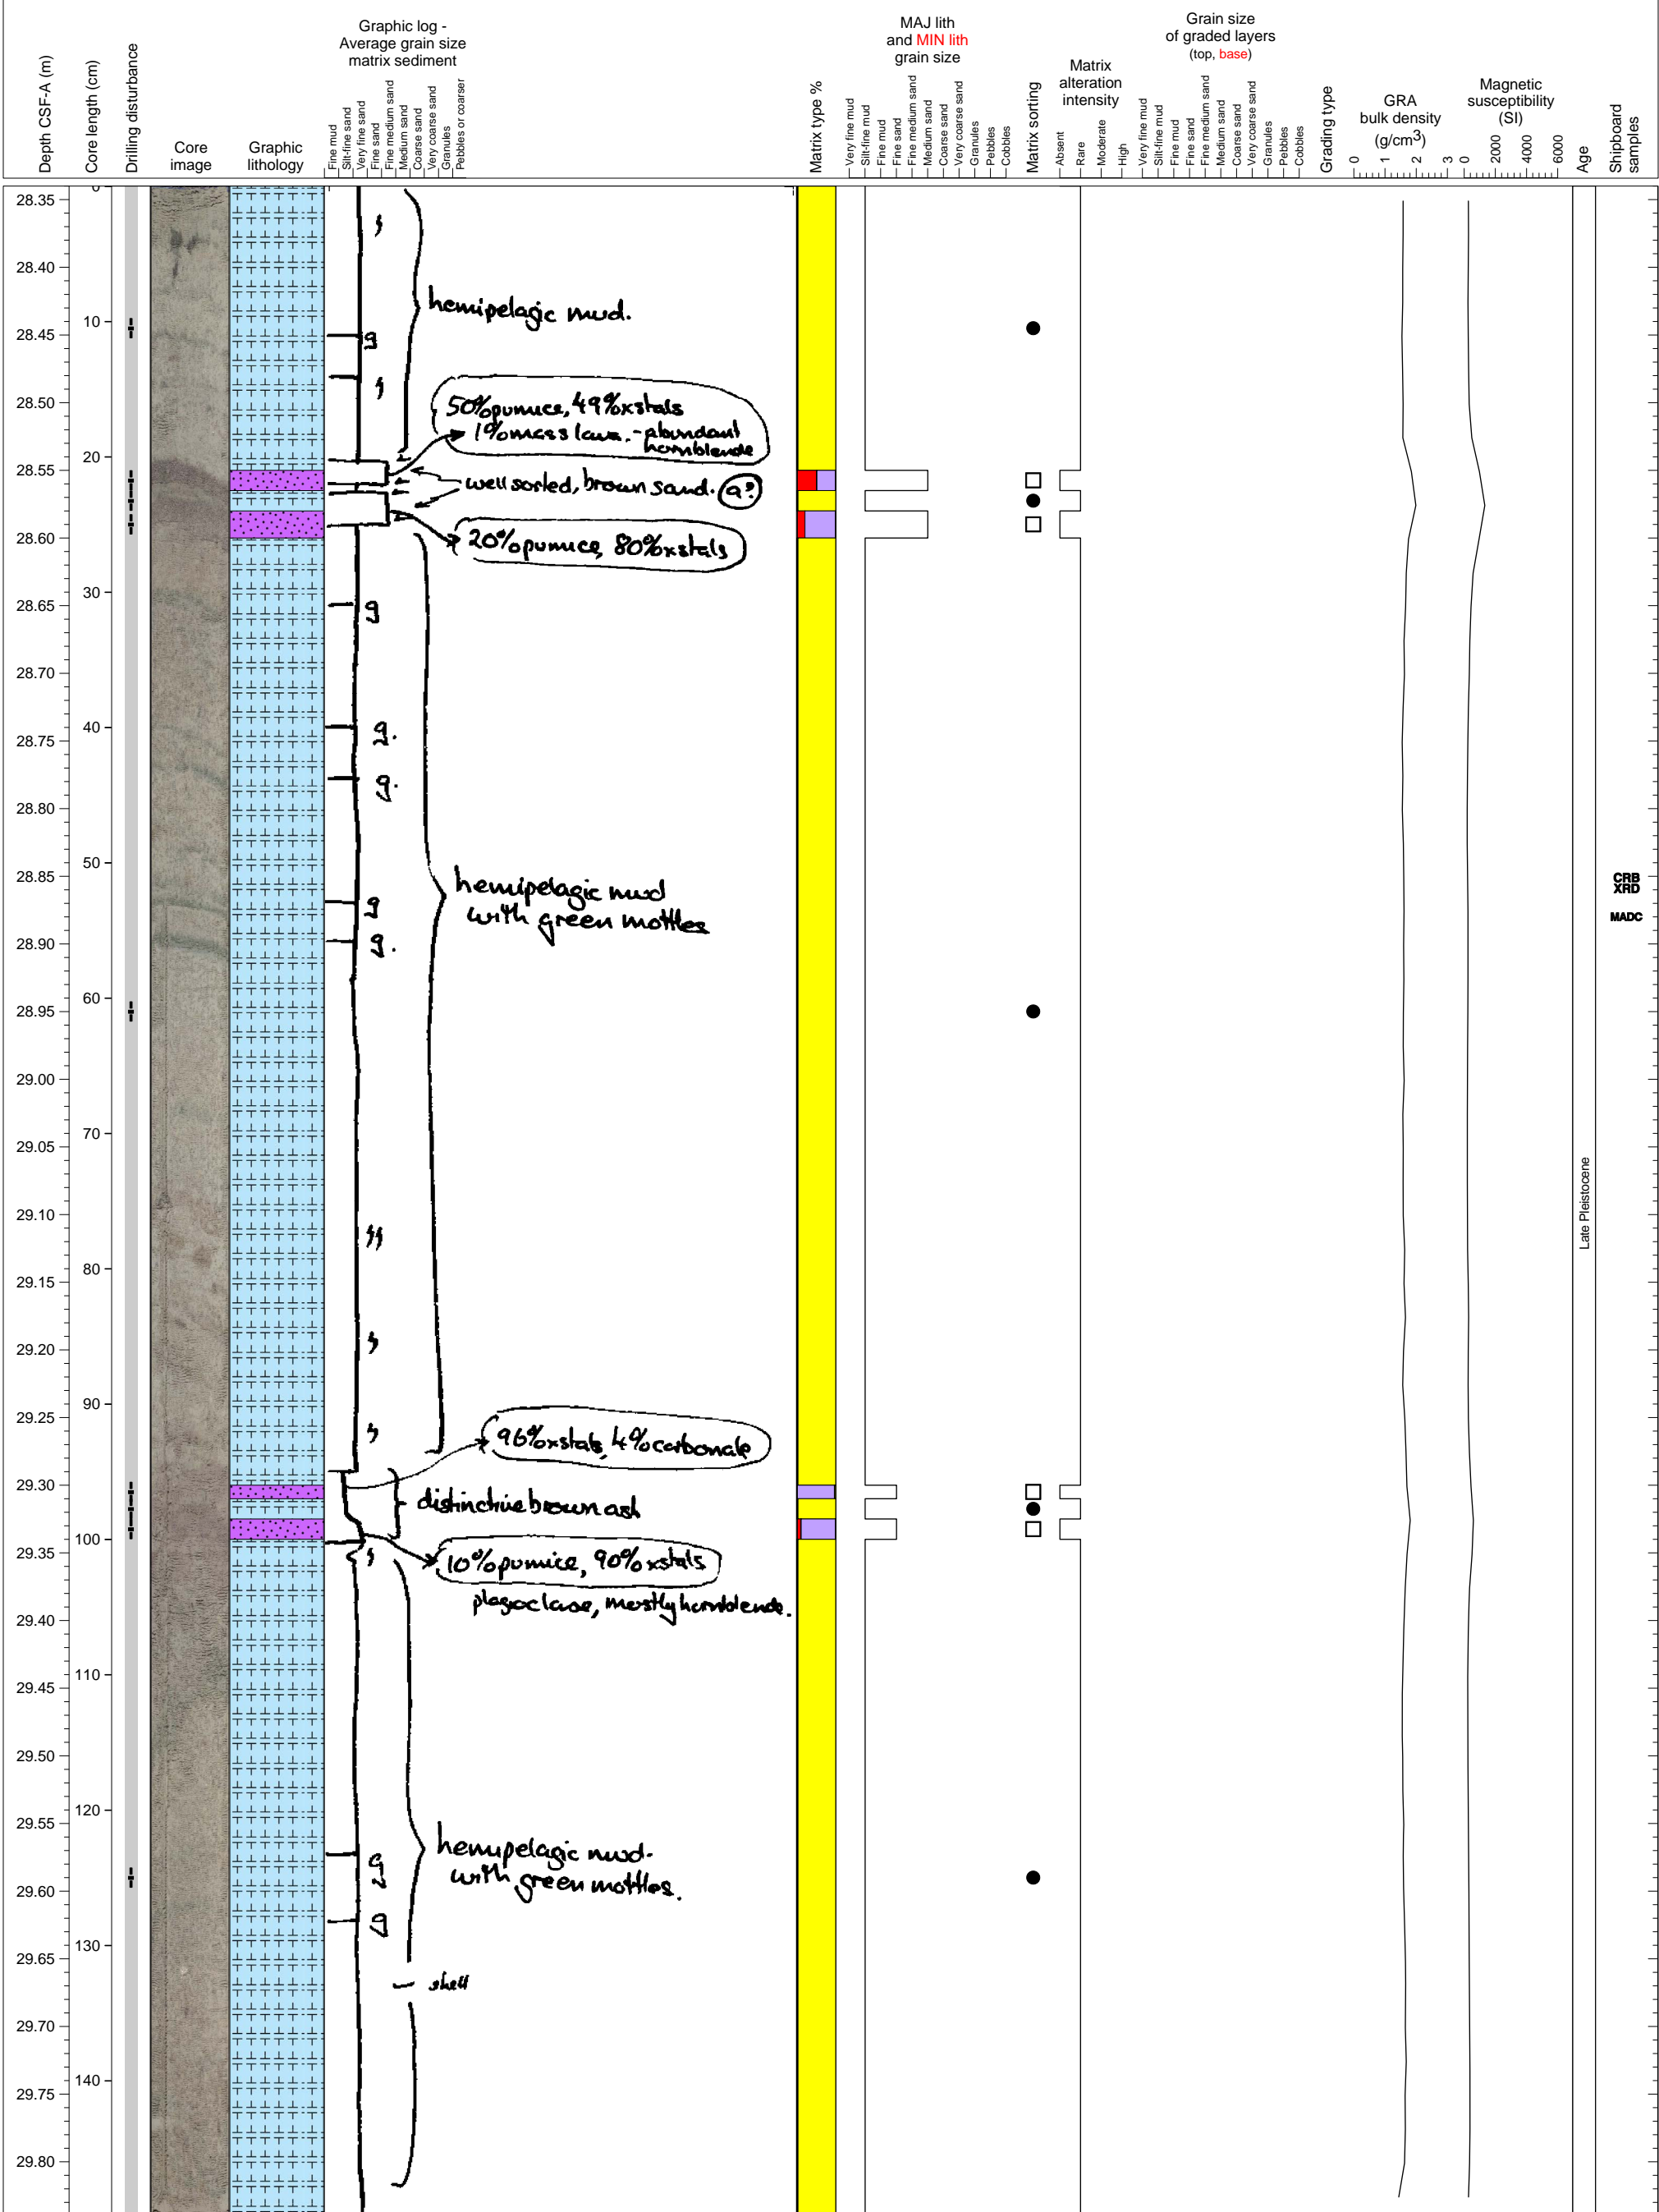 Depth CSF-A (m)
Core length (cm)
Drilling disturbance
Core
image
Graphic
lithology
Graphic log -
Average grain size
matrix sediment
Fine mud
Silt-fine sand
Very fine sand
Fine sand
Fine medium sand
Medium sand
Coarse sand
Very coarse sand
Granules
Pebbles or coarser
Matrix type %
MAJ lith
and MIN lith
grain size
Very fine mud
Silt-fine mud
Fine mud
Fine sand
Fine medium sand
Medium sand
Coarse sand
Very coarse sand
Granules
Pebbles
Cobbles
Matrix sorting
Matrix
alteration
intensity
Absent
Rare
Moderate
High
Grain size
of graded layers
(top, base)
Very fine mud
Silt-fine mud
Fine mud
Fine sand
Fine medium sand
Medium sand
Coarse sand
Very coarse sand
Granules
Pebbles
Cobbles
Grading type
GRA
bulk density
(g/cm3)
0 1 2 3
Magnetic
susceptibility
(SI)
0 2000 4000 6000
Age
Shipboard
samples
0
28.35
28.40
hemipelagic mud.
10
28.45
g
28.50
50% pumice, 49% xstals
1% mass lava. - abundant
hornblende
20
28.55
well sorted, brown sand. a?
28.60
20% pumice, 80% xstals
30
28.65
g
28.70
40
28.75
g.
28.80
g.
50
28.85
hemipelagic mud
with green mottles
g
28.90
g.
CRB
XRD
MADC
60
28.95
29.00
70
29.05
29.10
Late Pleistocene
80
29.15
29.20
90
29.25
96% xstals, 4% carbonate
29.30
distinctive brown ash
100
29.35
10% pumice, 90% xstals
plagioclase, mostly hornblende.
29.40
110
29.45
29.50
120
29.55
hemipelagic mud.
with green mottles.
g
29.60
g
130
29.65
shell
29.70
140
29.75
29.80